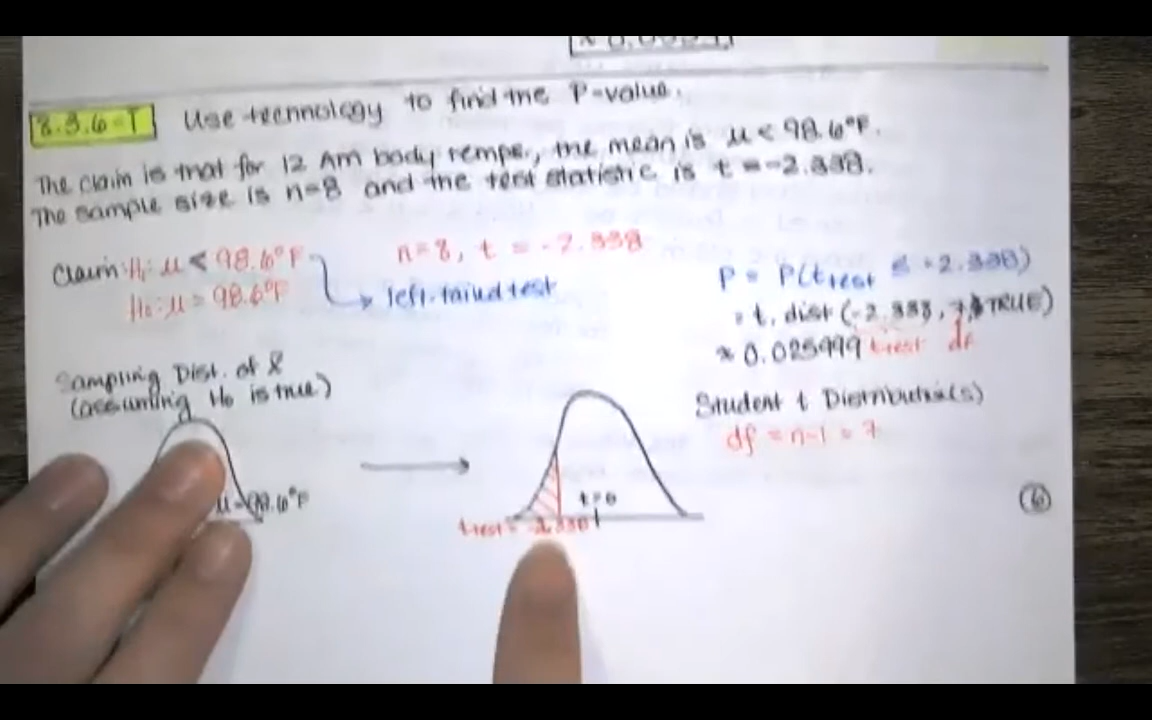 8.3.6-T Use technology to find the P-value.
The claim is that for 12 AM body temps., the mean is μ < 98.6°F.
The sample size is n=8 and the test statistic is t = -2.338.
Claim: H₁: μ < 98.6°F
n=8, t = -2.338
H₀: μ = 98.6°F
left-tailed test
P = P(t test ≤ -2.338)
= t. dist (-2.338, 7, TRUE)
≈ 0.025999 t test df
Sampling Dist. of x̄
(assuming H₀ is true)
Student t Distribution(s)
df = n-1 = 7
μ = 98.6°F
t=0
t test = -2.338
6